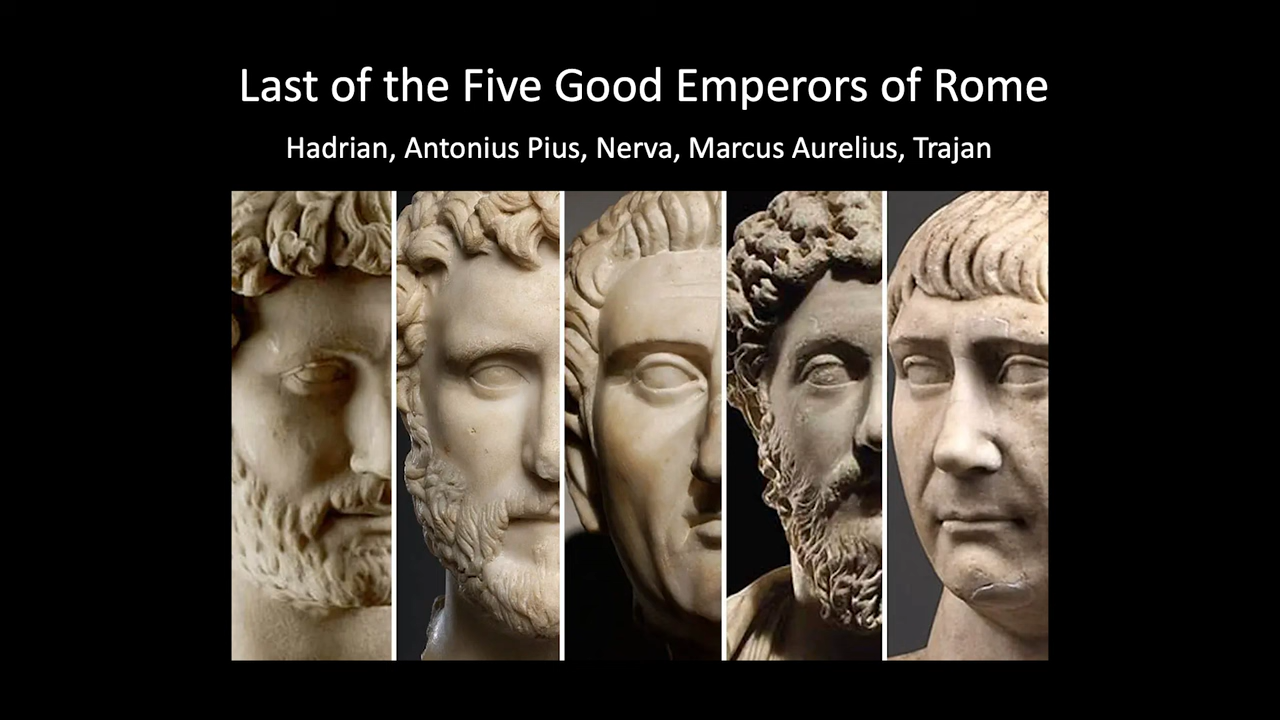 Last of the Five Good Emperors of Rome
Hadrian, Antonius Pius, Nerva, Marcus Aurelius, Trajan